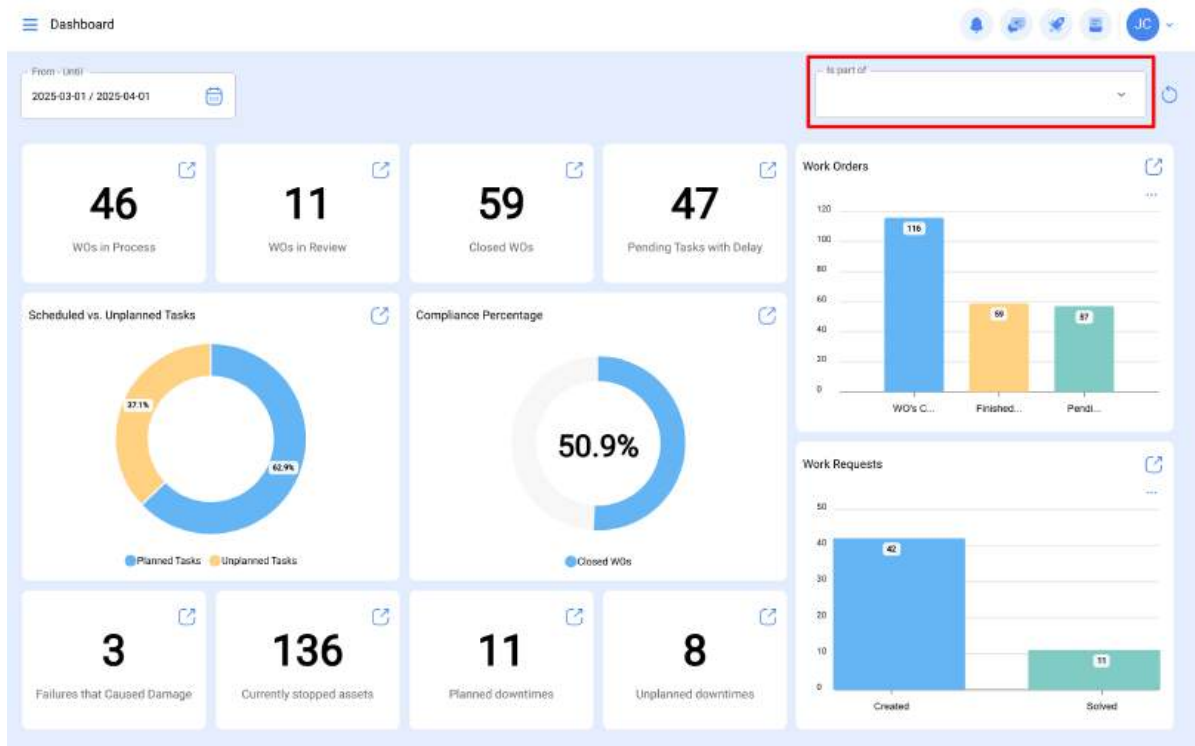 Dashboard
JC
From - Until
2025-03-01 / 2025-04-01
Is part of
46
WOs in Process
11
WOs in Review
59
Closed WOs
47
Pending Tasks with Delay
Work Orders
...
120
100
80
60
40
20
0
116
59
57
WO's C...
Finished...
Pendi...
Scheduled vs. Unplanned Tasks
37.1%
62.9%
Planned Tasks Unplanned Tasks
Compliance Percentage
50.9%
Closed WOs
Work Requests
...
50
40
30
20
10
0
42
11
Created
Solved
3
Failures that Caused Damage
136
Currently stopped assets
11
Planned downtimes
8
Unplanned downtimes